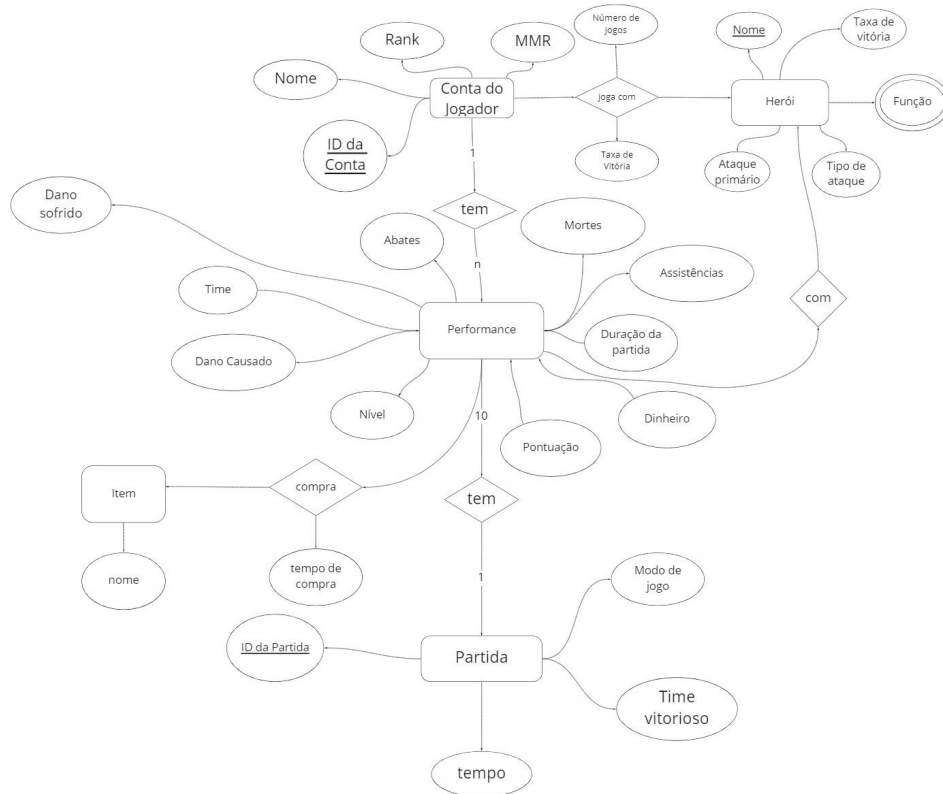 Número de
jogos
Taxa de
vitória
Rank
MMR
Nome
Nome
Conta do
Jogador
joga com
Herói
Função
ID da
Conta
1
Taxa de
Vitória
Ataque
primário
Tipo de
ataque
Dano
sofrido
tem
Mortes
Abates
n
Assistências
Time
com
Performance
Duração da
partida
Dano Causado
Nível
10
Dinheiro
Pontuação
Item
compra
tem
nome
tempo de
compra
1
Modo de
jogo
ID da Partida
Partida
Time
vitorioso
tempo